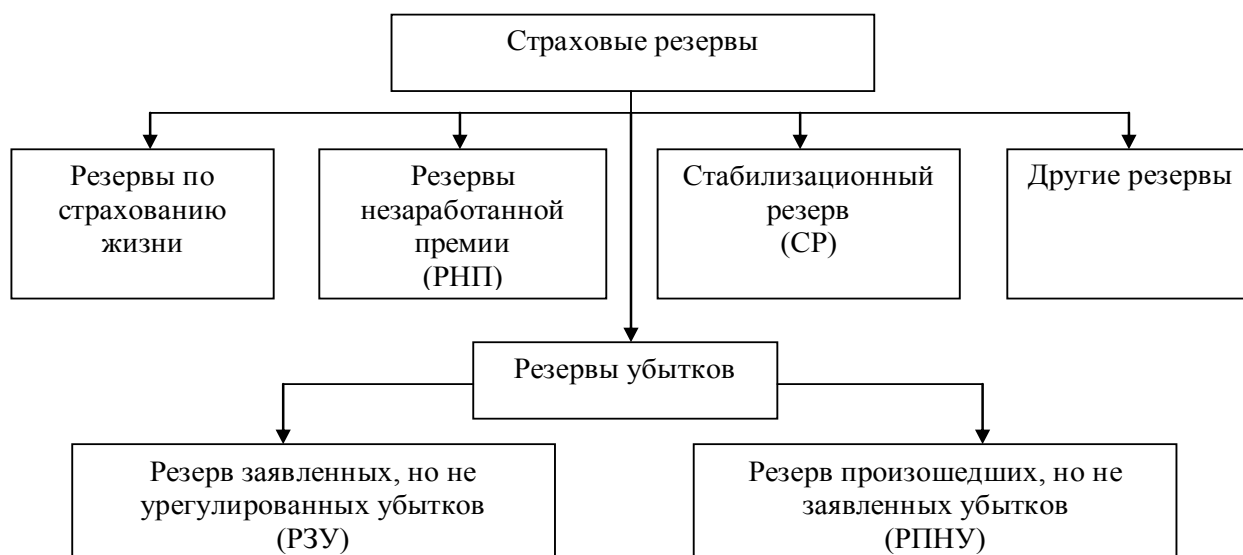 Страховые резервы
Резервы по
страхованию
жизни
Резервы
незаработанной
премии
(РНП)
Стабилизационный
резерв
(СР)
Другие резервы
Резервы убытков
Резерв заявленных, но не
урегулированных убытков
(РЗУ)
Резерв произошедших, но не
заявленных убытков
(РПНУ)